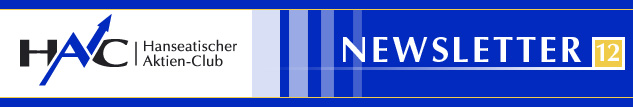 HAC
Hanseatischer
Aktien-Club
NEWSLETTER 12